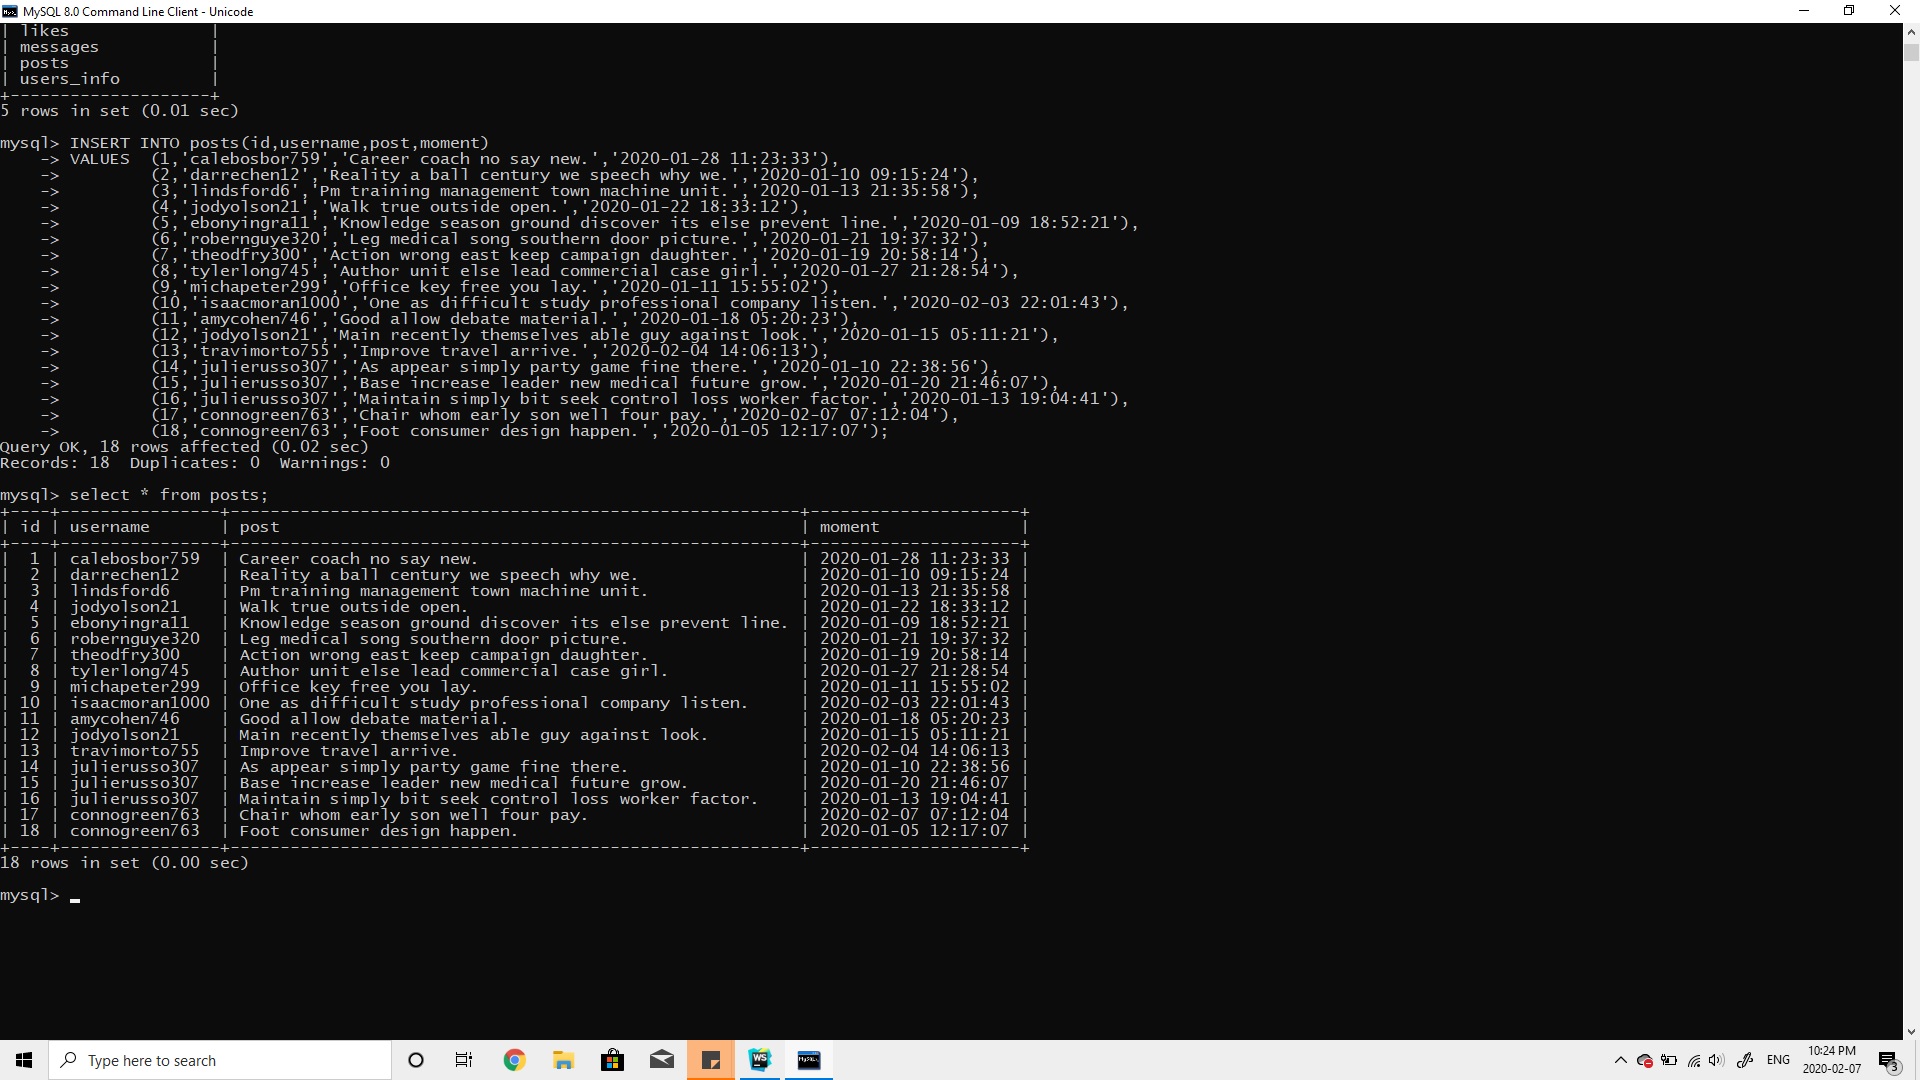 MySQL 8.0 Command Line Client - Unicode
| likes              |
| messages           |
| posts              |
| users_info         |
+--------------------+
5 rows in set (0.01 sec)
mysql> INSERT INTO posts(id,username,post,moment)
    -> VALUES  (1,'calebosbor759','Career coach no say new.','2020-01-28 11:23:33'),
    ->         (2,'darrechen12','Reality a ball century we speech why we.','2020-01-10 09:15:24'),
    ->         (3,'lindsford6','Pm training management town machine unit.','2020-01-13 21:35:58'),
    ->         (4,'jodyolson21','Walk true outside open.','2020-01-22 18:33:12'),
    ->         (5,'ebonyingra11','Knowledge season ground discover its else prevent line.','2020-01-09 18:52:21'),
    ->         (6,'robernguye320','Leg medical song southern door picture.','2020-01-21 19:37:32'),
    ->         (7,'theodfry300','Action wrong east keep campaign daughter.','2020-01-19 20:58:14'),
    ->         (8,'tylerlong745','Author unit else lead commercial case girl.','2020-01-27 21:28:54'),
    ->         (9,'michapeter299','Office key free you lay.','2020-01-11 15:55:02'),
    ->         (10,'isaacmoran1000','One as difficult study professional company listen.','2020-02-03 22:01:43'),
    ->         (11,'amycohen746','Good allow debate material.','2020-01-18 05:20:23'),
    ->         (12,'jodyolson21','Main recently themselves able guy against look.','2020-01-15 05:11:21'),
    ->         (13,'travimorto755','Improve travel arrive.','2020-02-04 14:06:13'),
    ->         (14,'julierusso307','As appear simply party game fine there.','2020-01-10 22:38:56'),
    ->         (15,'julierusso307','Base increase leader new medical future grow.','2020-01-20 21:46:07'),
    ->         (16,'julierusso307','Maintain simply bit seek control loss worker factor.','2020-01-13 19:04:41'),
    ->         (17,'connogreen763','Chair whom early son well four pay.','2020-02-07 07:12:04'),
    ->         (18,'connogreen763','Foot consumer design happen.','2020-01-05 12:17:07');
Query OK, 18 rows affected (0.02 sec)
Records: 18  Duplicates: 0  Warnings: 0
mysql> select * from posts;
+----+----------------+---------------------------------------------------------+---------------------+
| id | username       | post                                                    | moment              |
+----+----------------+---------------------------------------------------------+---------------------+
|  1 | calebosbor759  | Career coach no say new.                                | 2020-01-28 11:23:33 |
|  2 | darrechen12    | Reality a ball century we speech why we.                | 2020-01-10 09:15:24 |
|  3 | lindsford6     | Pm training management town machine unit.               | 2020-01-13 21:35:58 |
|  4 | jodyolson21    | Walk true outside open.                                 | 2020-01-22 18:33:12 |
|  5 | ebonyingra11   | Knowledge season ground discover its else prevent line. | 2020-01-09 18:52:21 |
|  6 | robernguye320  | Leg medical song southern door picture.                 | 2020-01-21 19:37:32 |
|  7 | theodfry300    | Action wrong east keep campaign daughter.               | 2020-01-19 20:58:14 |
|  8 | tylerlong745   | Author unit else lead commercial case girl.             | 2020-01-27 21:28:54 |
|  9 | michapeter299  | Office key free you lay.                                | 2020-01-11 15:55:02 |
| 10 | isaacmoran1000 | One as difficult study professional company listen.     | 2020-02-03 22:01:43 |
| 11 | amycohen746    | Good allow debate material.                             | 2020-01-18 05:20:23 |
| 12 | jodyolson21    | Main recently themselves able guy against look.         | 2020-01-15 05:11:21 |
| 13 | travimorto755  | Improve travel arrive.                                  | 2020-02-04 14:06:13 |
| 14 | julierusso307  | As appear simply party game fine there.                 | 2020-01-10 22:38:56 |
| 15 | julierusso307  | Base increase leader new medical future grow.           | 2020-01-20 21:46:07 |
| 16 | julierusso307  | Maintain simply bit seek control loss worker factor.    | 2020-01-13 19:04:41 |
| 17 | connogreen763  | Chair whom early son well four pay.                     | 2020-02-07 07:12:04 |
| 18 | connogreen763  | Foot consumer design happen.                            | 2020-01-05 12:17:07 |
+----+----------------+---------------------------------------------------------+---------------------+
18 rows in set (0.00 sec)
mysql> _
Type here to search
WS
MySQL
ENG
10:24 PM
2020-02-07
3